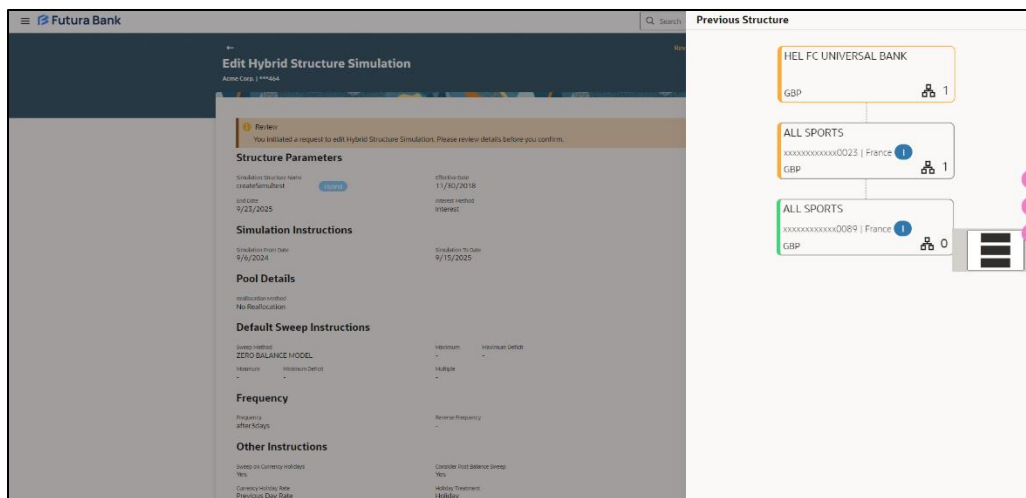 Futura Bank
Search
Previous Structure
Edit Hybrid Structure Simulation
Acme Corp. | ***464
Review
You initiated a request to edit Hybrid Structure Simulation. Please review details before you confirm.
Structure Parameters
Simulation Structure Name
createSimultest
Hybrid
Effective Date
11/30/2018
End Date
9/23/2025
Interest Method
Interest
Simulation Instructions
Simulation From Date
9/6/2024
Simulation To Date
9/15/2025
Pool Details
Reallocation Method
No Reallocation
Default Sweep Instructions
Sweep Method
ZERO BALANCE MODEL
Maximum
-
Maximum Deficit
-
Minimum
-
Minimum Deficit
-
Multiple
-
Frequency
Frequency
after3days
Reverse Frequency
-
Other Instructions
Sweep on Currency Holidays
Yes
Consider Post Balance Sweep
Yes
Currency Holiday Rate
Previous Day Rate
Holiday Treatment
Holiday
HEL FC UNIVERSAL BANK
GBP
1
ALL SPORTS
xxxxxxxxxxxx0023 | France I
GBP
1
ALL SPORTS
xxxxxxxxxxxx0089 | France I
GBP
0